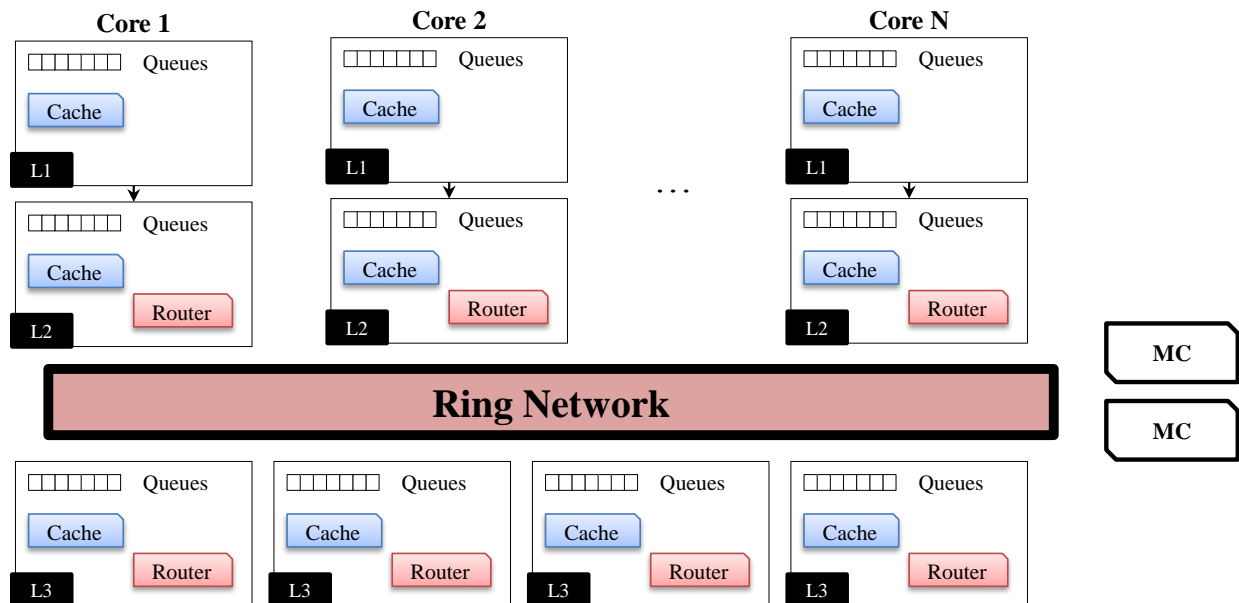 Core 1 Core 2 Core N
Queues Queues Queues
Cache Cache Cache
L1 L1 L1
...
Queues Queues Queues
Cache Cache Cache
Router Router Router
L2 L2 L2
MC
Ring Network
MC
Queues Queues Queues Queues
Cache Cache Cache Cache
Router Router Router Router
L3 L3 L3 L3